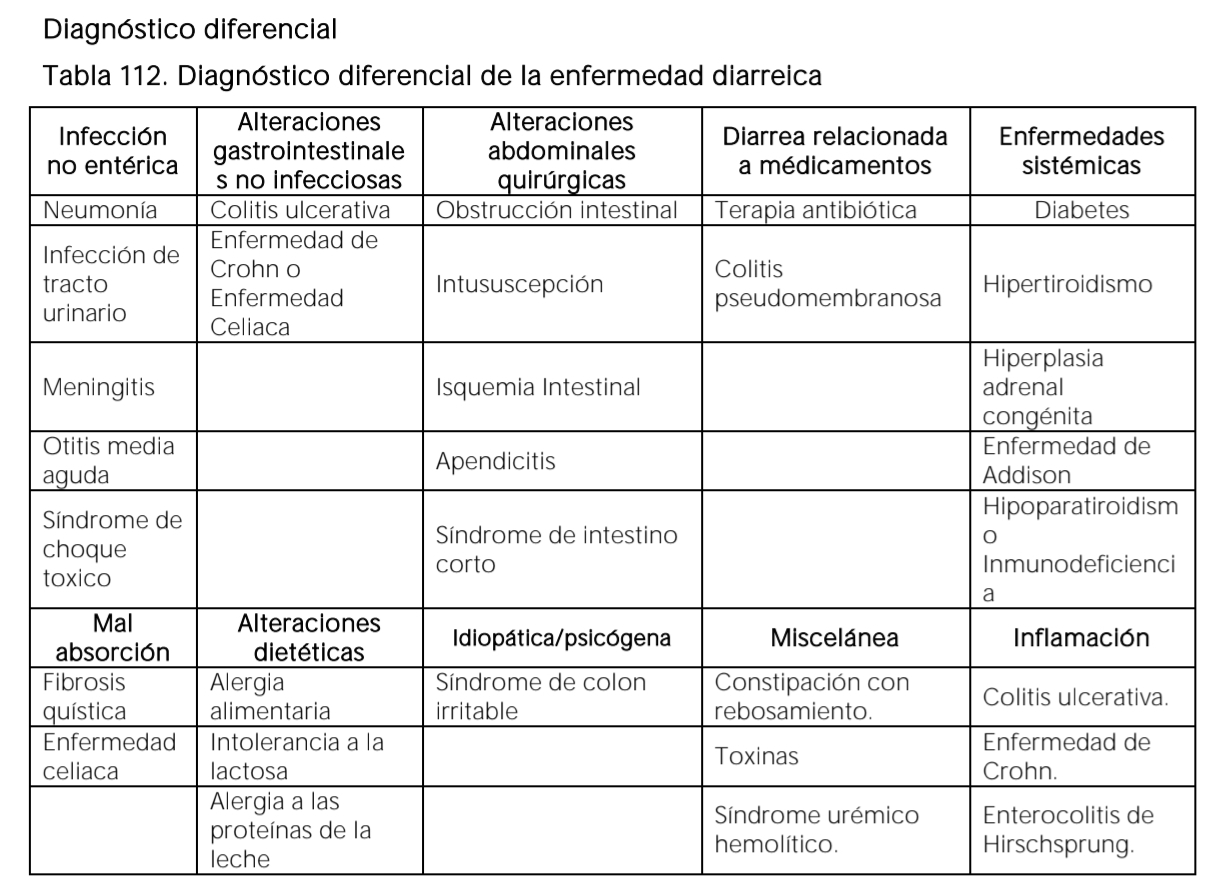 Diagnóstico diferencial
Tabla 112. Diagnóstico diferencial de la enfermedad diarreica
Infección
no entérica
Alteraciones
gastrointestinale
s no infecciosas
Alteraciones
abdominales
quirúrgicas
Diarrea relacionada
a médicamentos
Enfermedades
sistémicas
Neumonía
Colitis ulcerativa
Obstrucción intestinal
Terapia antibiótica
Diabetes
Infección de
tracto
urinario
Enfermedad de
Crohn o
Enfermedad
Celiaca
Intususcepción
Colitis
pseudomembranosa
Hipertiroidismo
Meningitis
Isquemia Intestinal
Hiperplasia
adrenal
congénita
Otitis media
aguda
Apendicitis
Enfermedad de
Addison
Síndrome de
choque
toxico
Síndrome de intestino
corto
Hipoparatiroidism
o
Inmunodeficienci
a
Mal
absorción
Alteraciones
dietéticas
Idiopática/psicógena
Miscelánea
Inflamación
Fibrosis
quística
Alergia
alimentaria
Síndrome de colon
irritable
Constipación con
rebosamiento.
Colitis ulcerativa.
Enfermedad
celiaca
Intolerancia a la
lactosa
Toxinas
Enfermedad de
Crohn.
Alergia a las
proteínas de la
leche
Síndrome urémico
hemolítico.
Enterocolitis de
Hirschsprung.